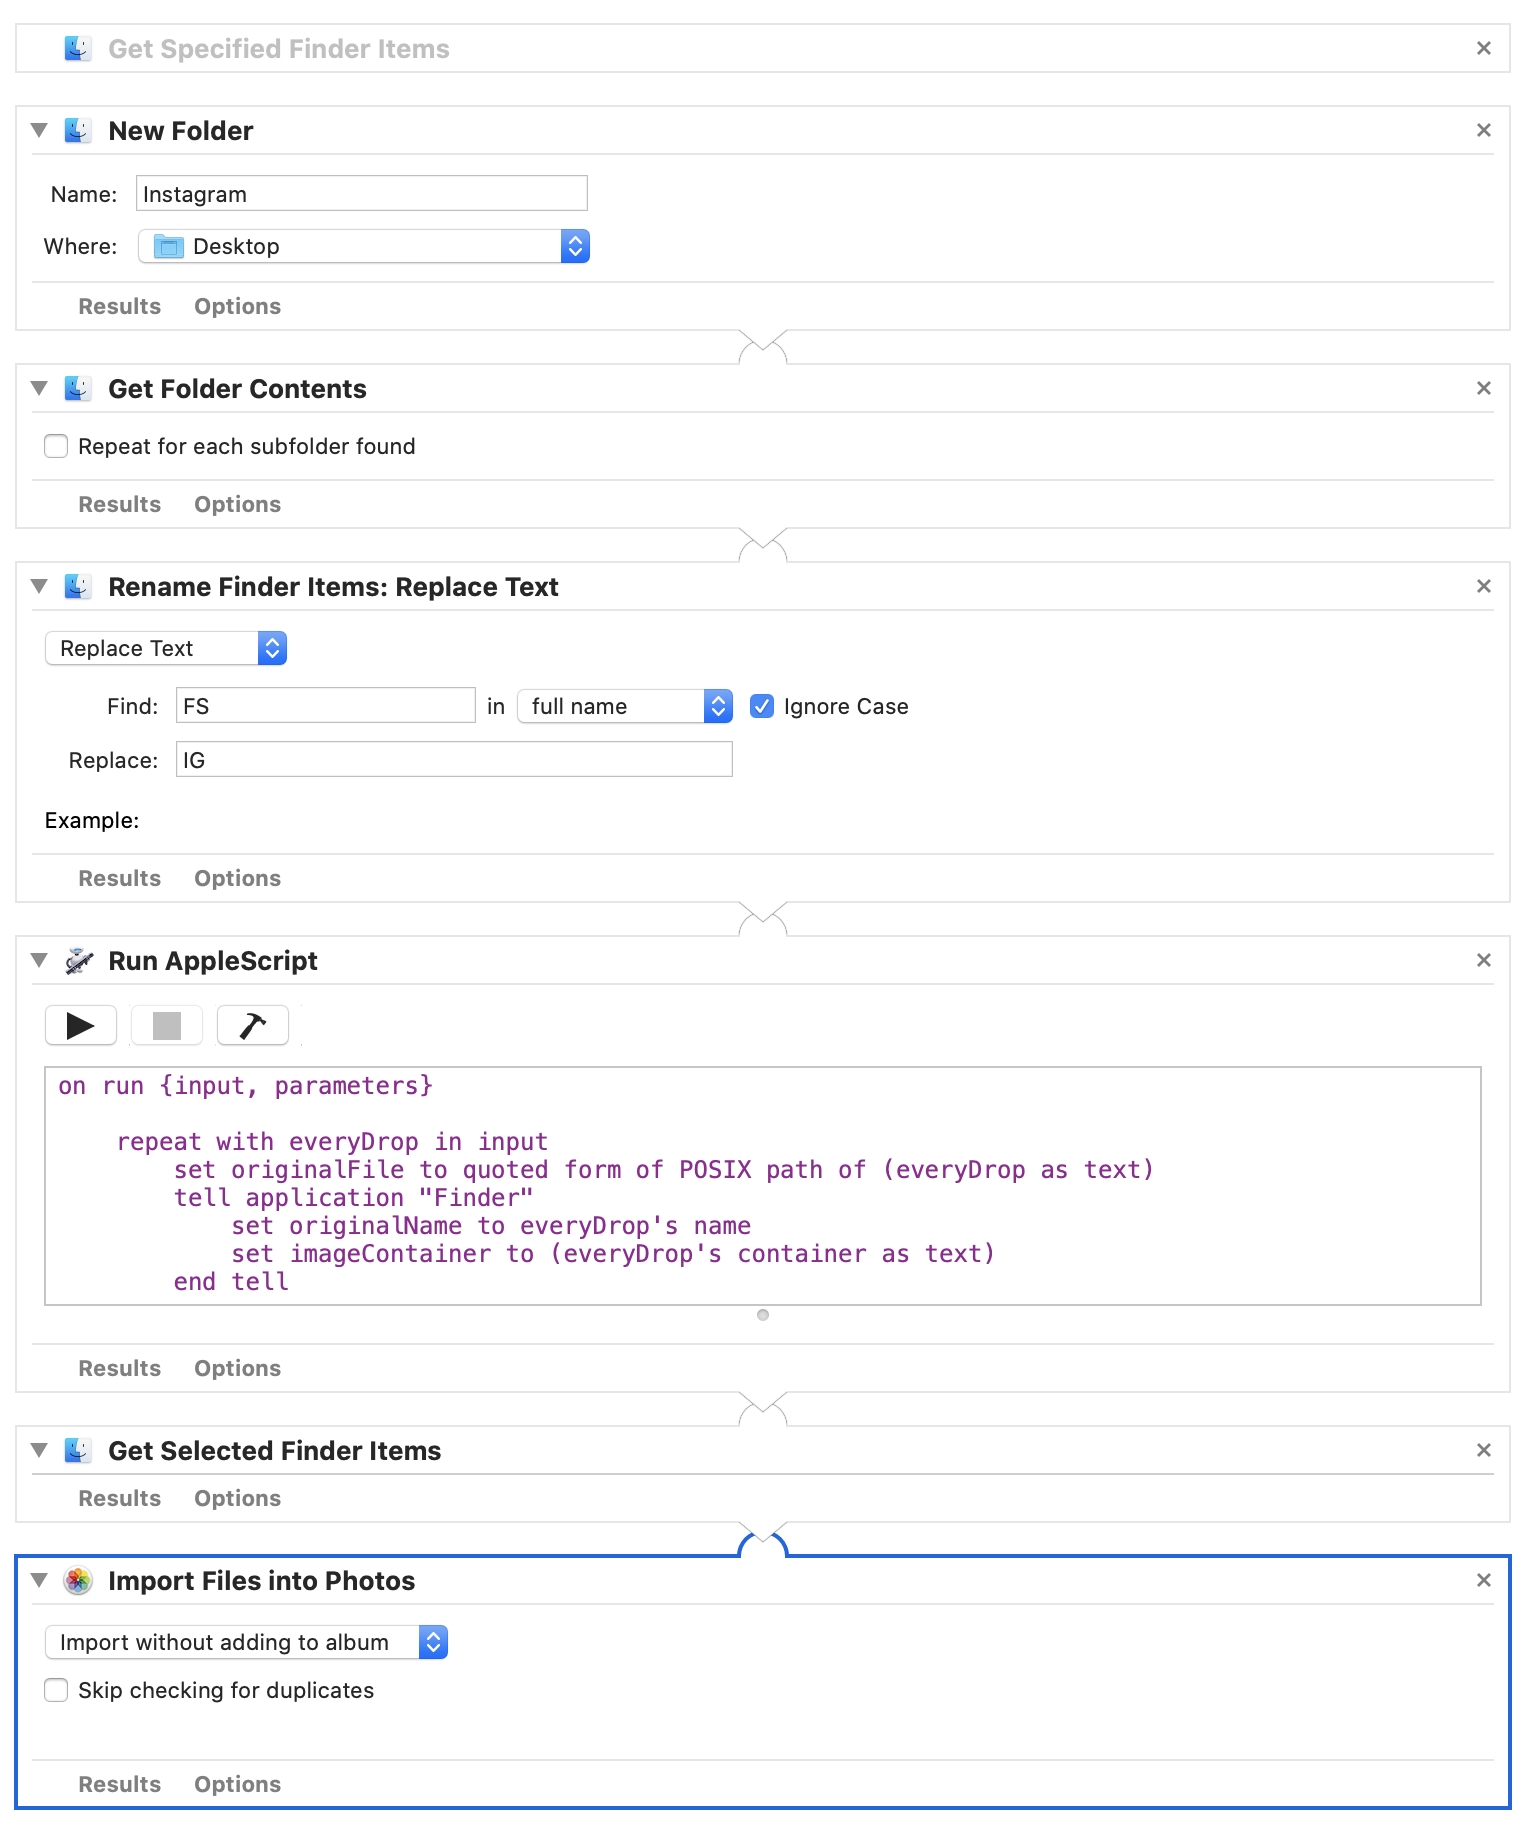 Get Specified Finder Items
New Folder
Name: Instagram
Where: Desktop
Results Options
Get Folder Contents
Repeat for each subfolder found
Results Options
Rename Finder Items: Replace Text
Replace Text
Find: FS in full name Ignore Case
Replace: IG
Example:
Results Options
Run AppleScript
on run {input, parameters}
repeat with everyDrop in input
set originalFile to quoted form of POSIX path of (everyDrop as text)
tell application "Finder"
set originalName to everyDrop's name
set imageContainer to (everyDrop's container as text)
end tell
Results Options
Get Selected Finder Items
Results Options
Import Files into Photos
Import without adding to album
Skip checking for duplicates
Results Options